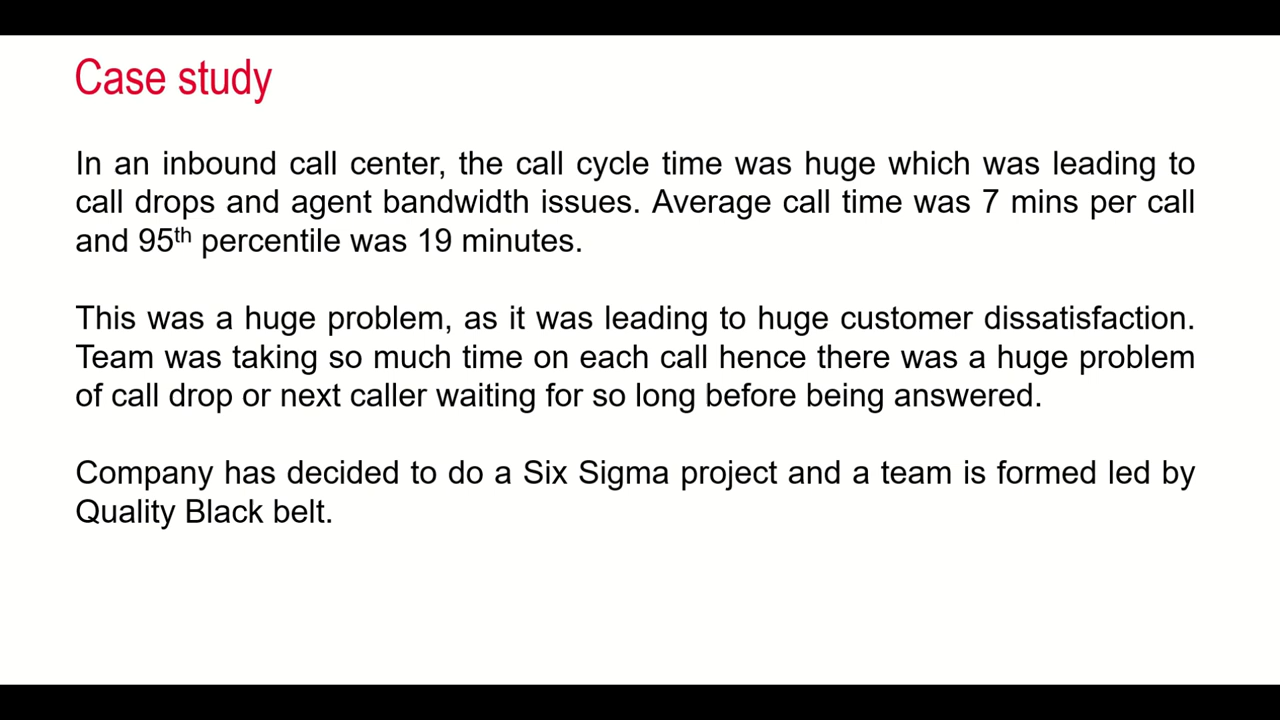 Case study
In an inbound call center, the call cycle time was huge which was leading to
call drops and agent bandwidth issues. Average call time was 7 mins per call
and 95th percentile was 19 minutes.
This was a huge problem, as it was leading to huge customer dissatisfaction.
Team was taking so much time on each call hence there was a huge problem
of call drop or next caller waiting for so long before being answered.
Company has decided to do a Six Sigma project and a team is formed led by
Quality Black belt.